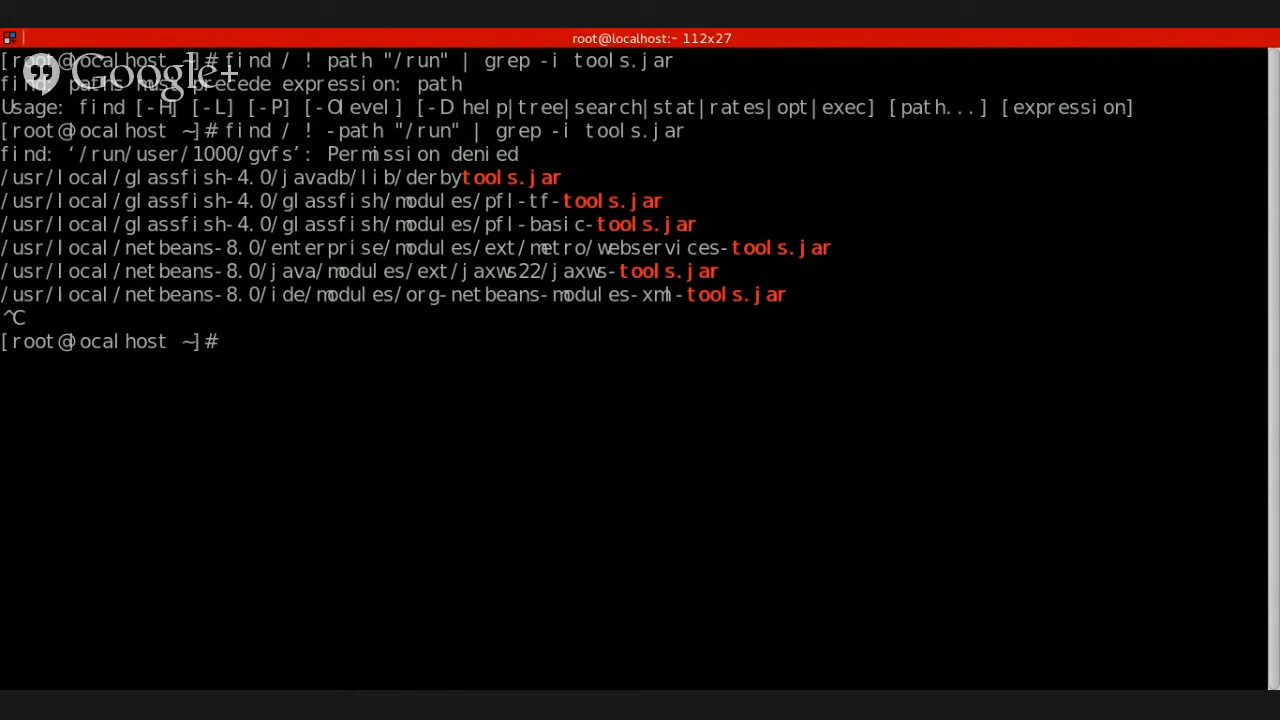 root@localhost:~ 112x27
Google+
[root@localhost ~]# find / ! path "/run" | grep -i tools.jar
find: paths must precede expression: path
Usage: find [-H] [-L] [-P] [-Olevel] [-D help|tree|search|stat|rates|opt|exec] [path...] [expression]
[root@localhost ~]# find / ! -path "/run" | grep -i tools.jar
find: ‘/run/user/1000/gvfs’: Permission denied
/usr/local/glassfish-4.0/javadb/lib/derbytools.jar
/usr/local/glassfish-4.0/glassfish/modules/pfl-tf-tools.jar
/usr/local/glassfish-4.0/glassfish/modules/pfl-basic-tools.jar
/usr/local/netbeans-8.0/enterprise/modules/ext/metro/webservices-tools.jar
/usr/local/netbeans-8.0/java/modules/ext/jaxws22/jaxws-tools.jar
/usr/local/netbeans-8.0/ide/modules/org-netbeans-modules-xml-tools.jar
^C
[root@localhost ~]#